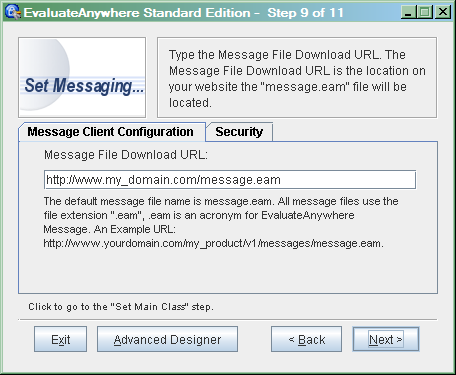 EvaluateAnywhere Standard Edition - Step 9 of 11
Set Messaging...
Type the Message File Download URL. The
Message File Download URL is the location on
your website the "message.eam" file will be
located.
Message Client Configuration
Security
Message File Download URL:
http://www.my_domain.com/message.eam
The default message file name is message.eam. All message files use the
file extension ".eam", .eam is an acronym for EvaluateAnywhere
Message. An Example URL:
http://www.yourdomain.com/my_product/v1/messages/message.eam.
Click to go to the "Set Main Class" step.
Exit
Advanced Designer
< Back
Next >